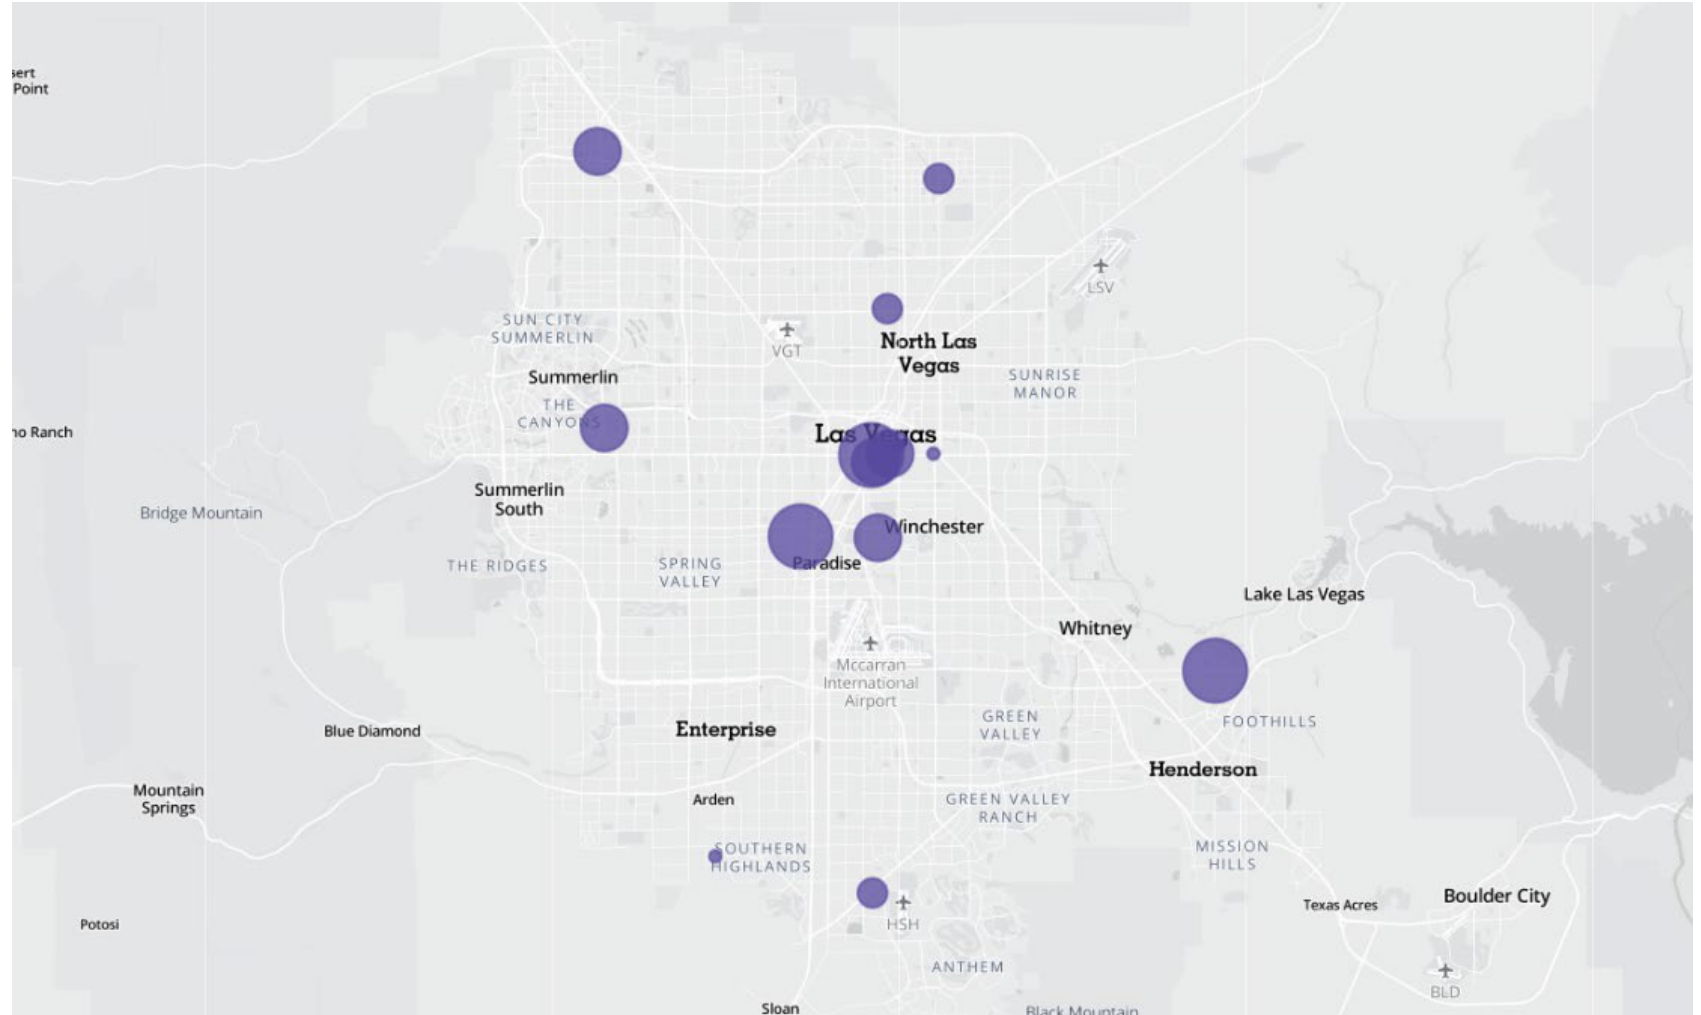 sert
Point
SUN CITY
SUMMERLIN
VGT
LSV
North Las
Vegas
Summerlin
SUNRISE
MANOR
THE
CANYONS
no Ranch
Las Vegas
Summerlin
South
Bridge Mountain
Winchester
THE RIDGES
SPRING
VALLEY
Paradise
Lake Las Vegas
Whitney
Mccarran
International
Airport
FOOTHILLS
GREEN
VALLEY
Blue Diamond
Enterprise
Henderson
Mountain
Springs
Arden
GREEN VALLEY
RANCH
SOUTHERN
HIGHLANDS
MISSION
HILLS
Boulder City
Texas Acres
Potosi
HSH
ANTHEM
BLD
Sloan
Black Mountain